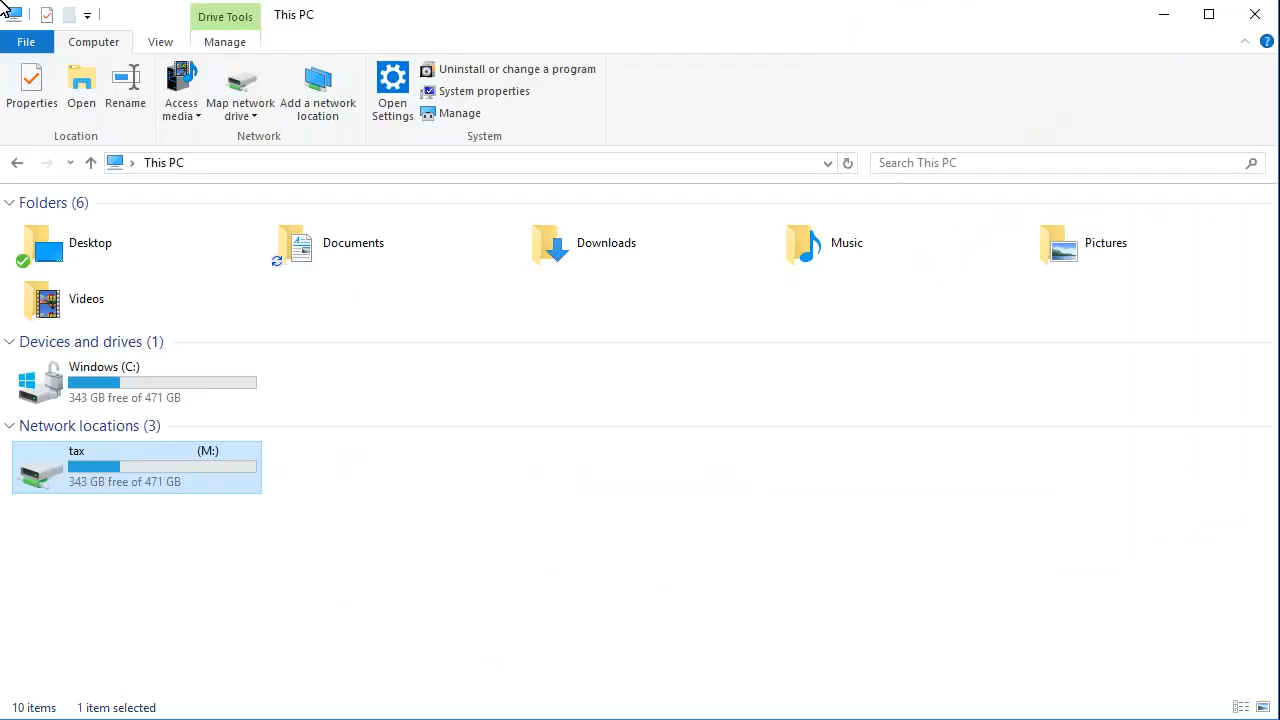 Drive Tools This PC
File Computer View Manage
Properties Open Rename Access media Map network drive Add a network location Open Settings Uninstall or change a program
System properties
Manage
Location Network System
This PC Search This PC
Folders (6)
Desktop Documents Downloads Music Pictures
Videos
Devices and drives (1)
Windows (C:)
343 GB free of 471 GB
Network locations (3)
tax (M:)
343 GB free of 471 GB
10 items 1 item selected